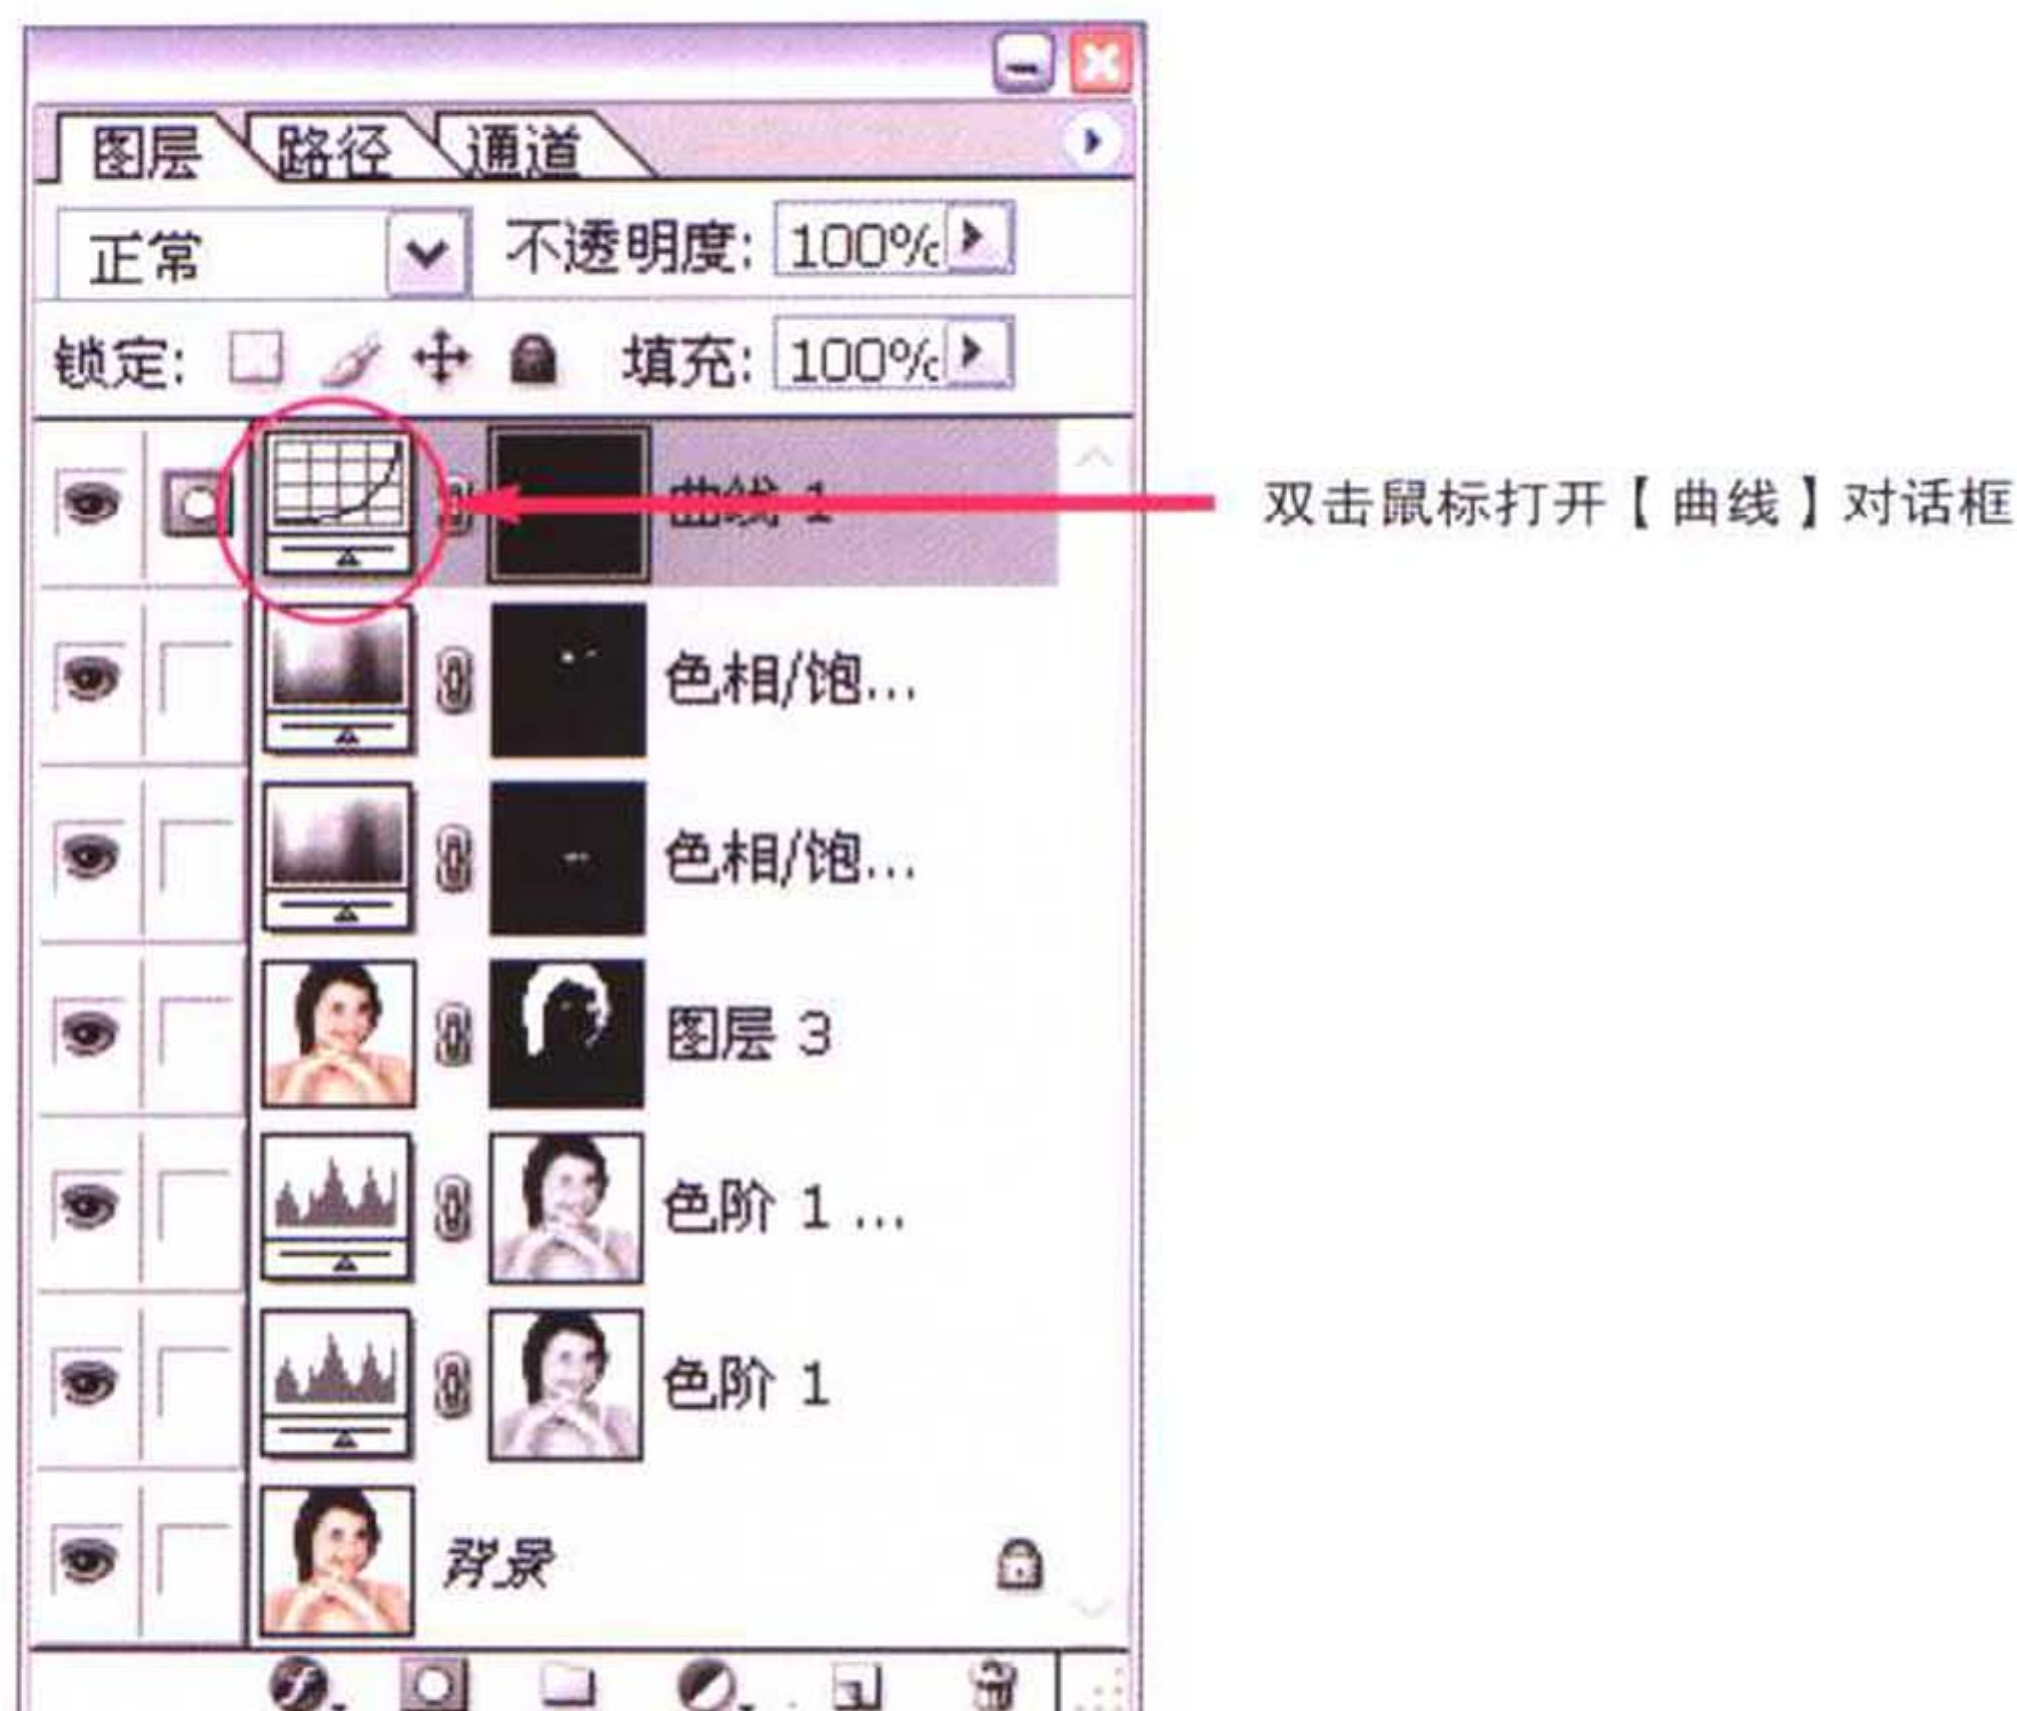 图层 路径 通道
正常 不透明度: 100%
锁定: 填充: 100%
曲线 1
双击鼠标打开【曲线】对话框
色相/饱...
色相/饱...
图层 3
色阶 1 ...
色阶 1
背景